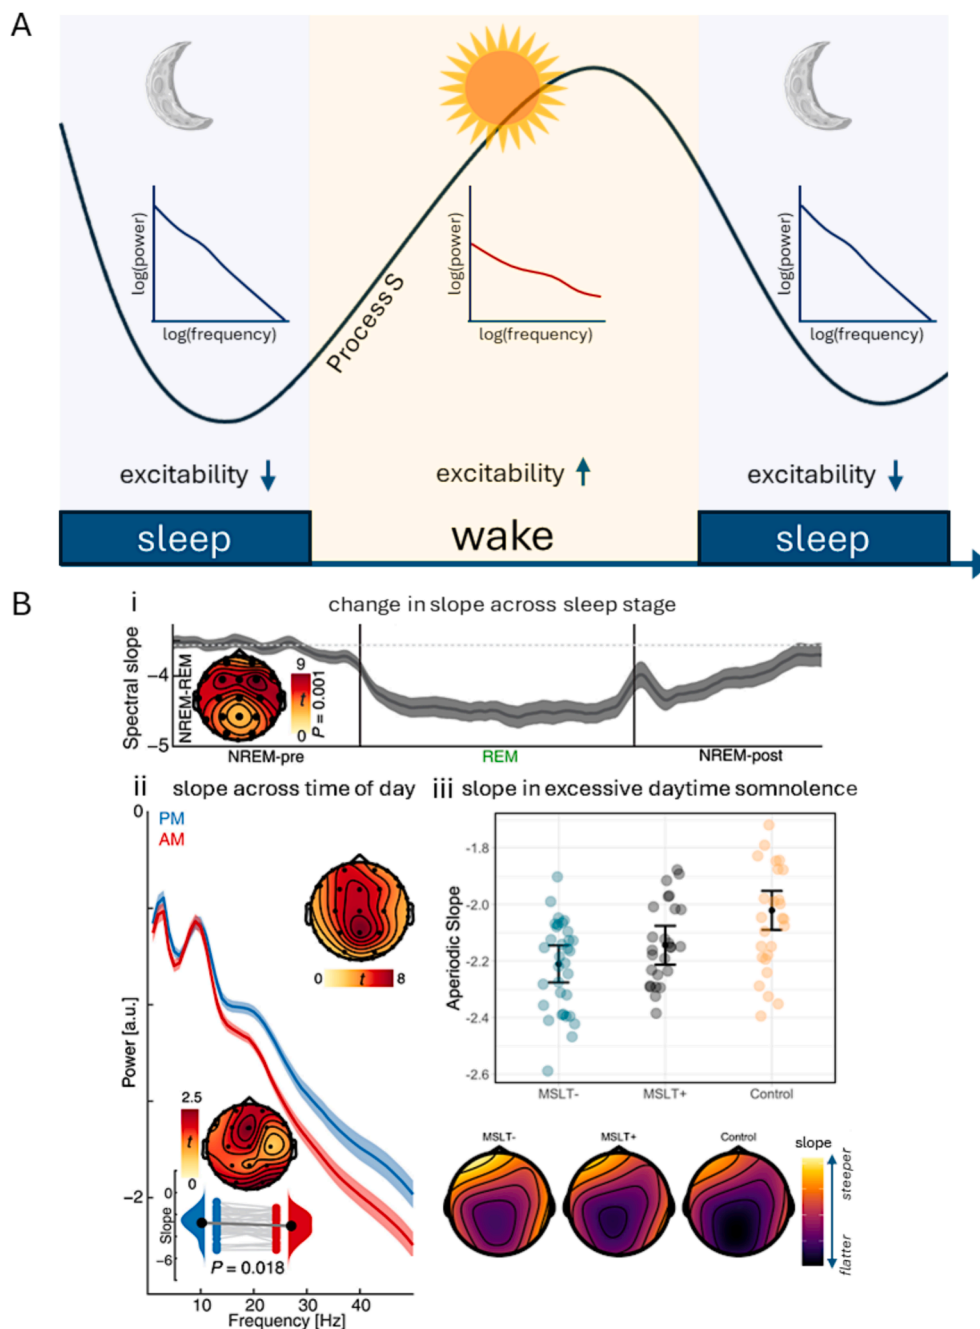 A
log(power)
log(frequency)
Process S
log(power)
log(frequency)
log(power)
log(frequency)
excitability ↓
excitability ↑
excitability ↓
sleep
wake
sleep
B
i
change in slope across sleep stage
Spectral slope
−4
−5
NREM-REM
9
t
0
P = 0.001
NREM-pre
REM
NREM-post
ii
slope across time of day
0
PM
AM
0
t
8
Power [a.u.]
2.5
t
0
−2
Slope
0
−6
P = 0.018
10
20
30
40
Frequency [Hz]
iii
slope in excessive daytime somnolence
Aperiodic Slope
-1.8
-2.0
-2.2
-2.4
-2.6
MSLT-
MSLT+
Control
MSLT-
MSLT+
Control
slope
steeper
flatter